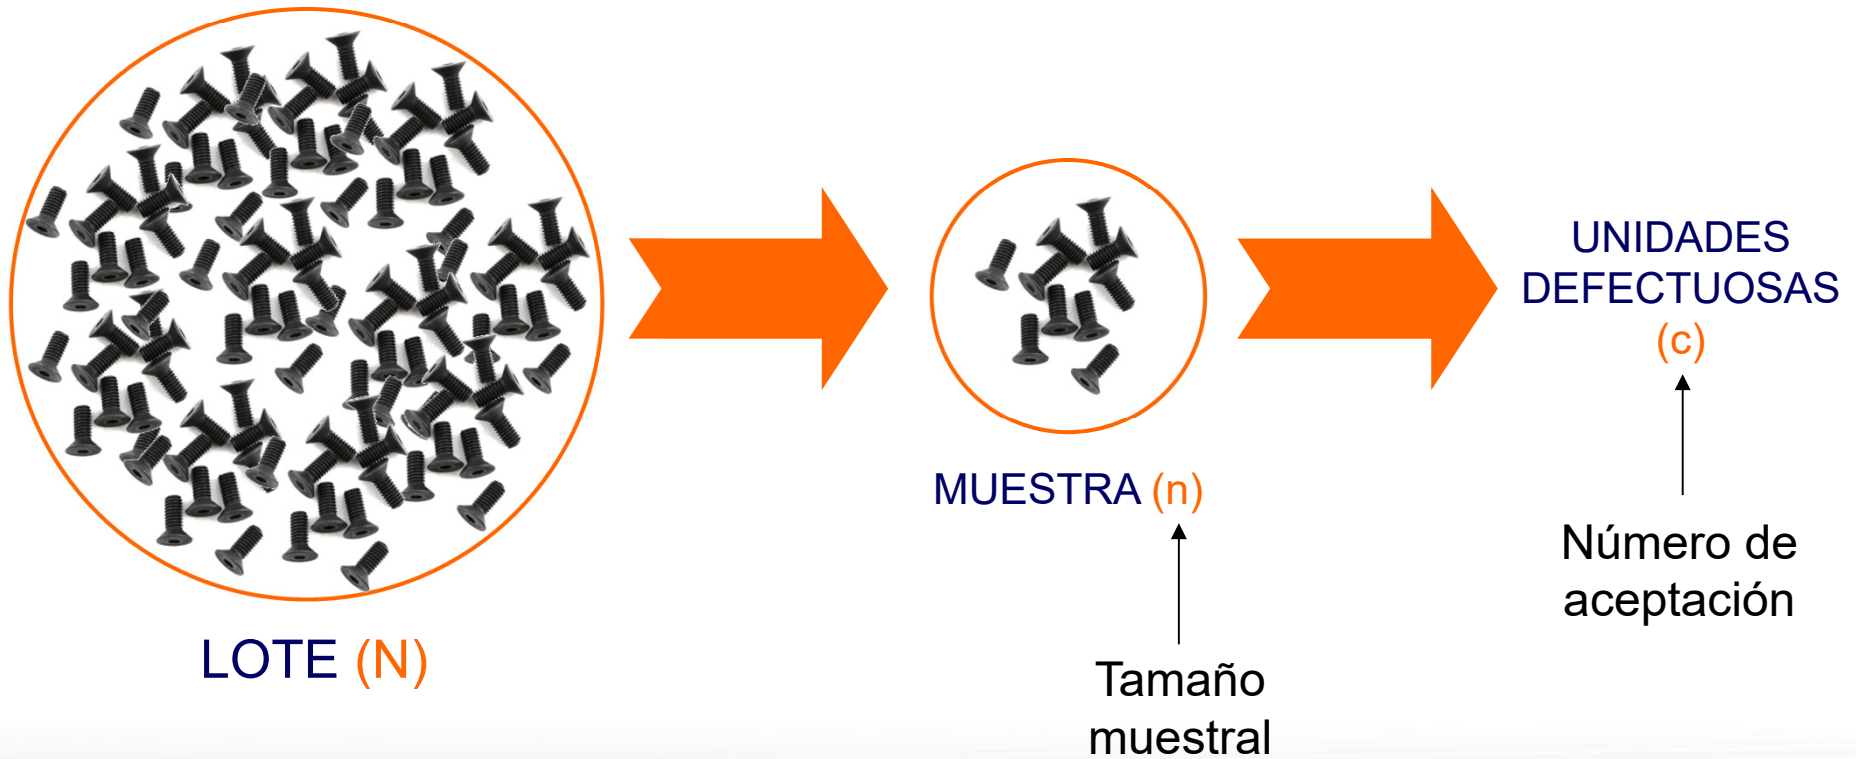 LOTE (N)
MUESTRA (n)
Tamaño
muestral
UNIDADES
DEFECTUOSAS
(c)
Número de
aceptación